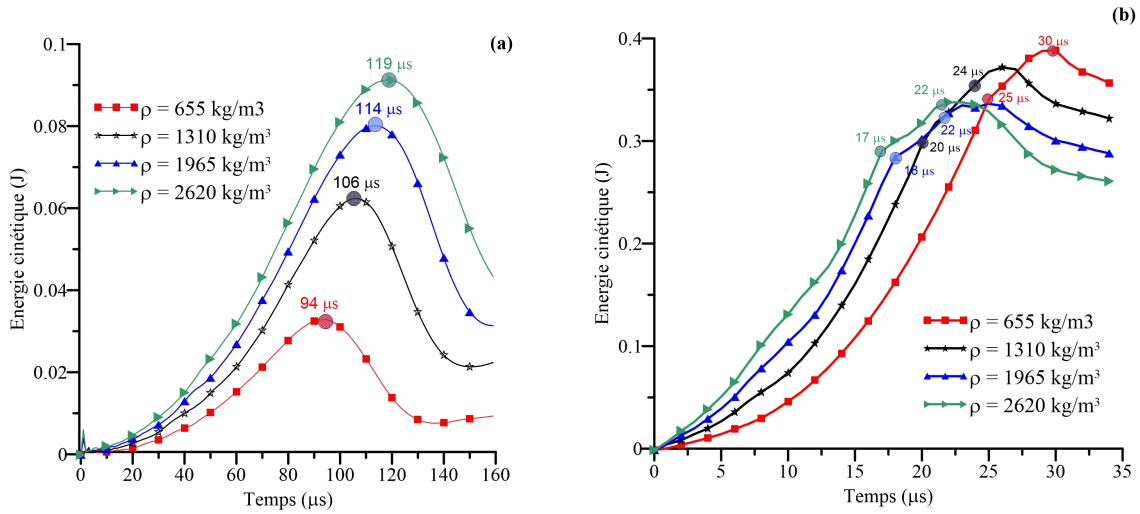 (a)
0.1
0.08
0.06
0.04
0.02
0
Energie cinétique (J)
ρ = 655 kg/m3
ρ = 1310 kg/m³
ρ = 1965 kg/m³
ρ = 2620 kg/m³
119 µs
114 µs
106 µs
94 µs
0 20 40 60 80 100 120 140 160
Temps (µs)
(b)
0.4
0.3
0.2
0.1
0
Energie cinétique (J)
30 µs
24 µs
22 µs
25 µs
22 µs
17 µs
20 µs
18 µs
ρ = 655 kg/m3
ρ = 1310 kg/m³
ρ = 1965 kg/m³
ρ = 2620 kg/m³
0 5 10 15 20 25 30 35
Temps (µs)